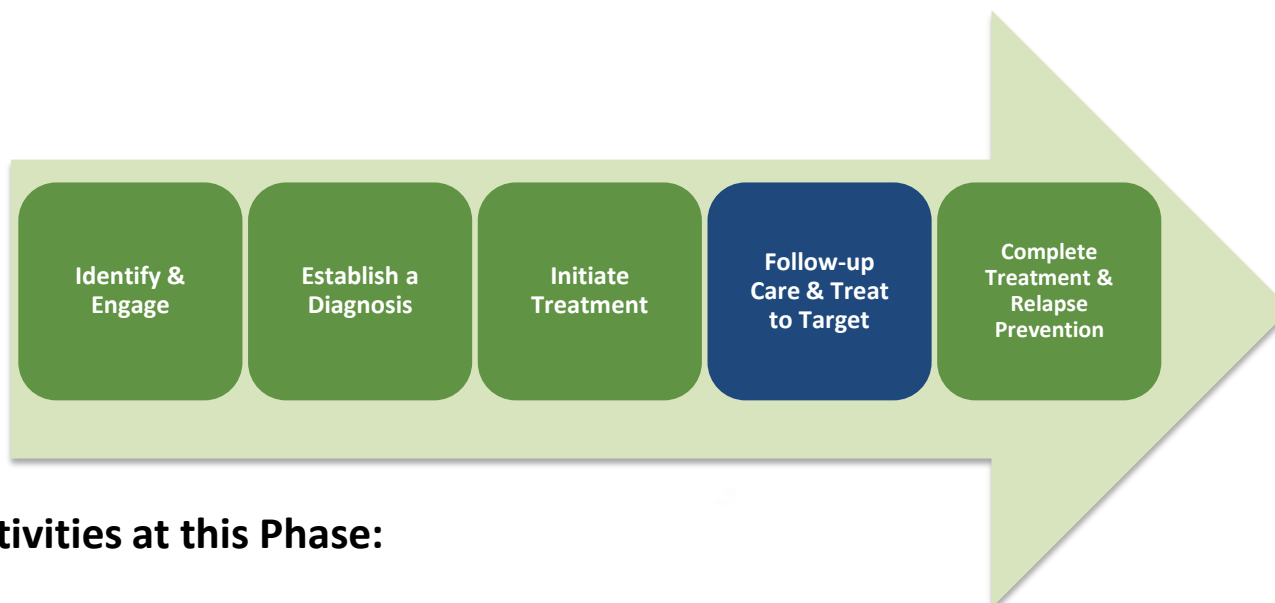 Identify &
Engage
Establish a
Diagnosis
Initiate
Treatment
Follow-up
Care & Treat
to Target
Complete
Treatment &
Relapse
Prevention
tivities at this Phase: